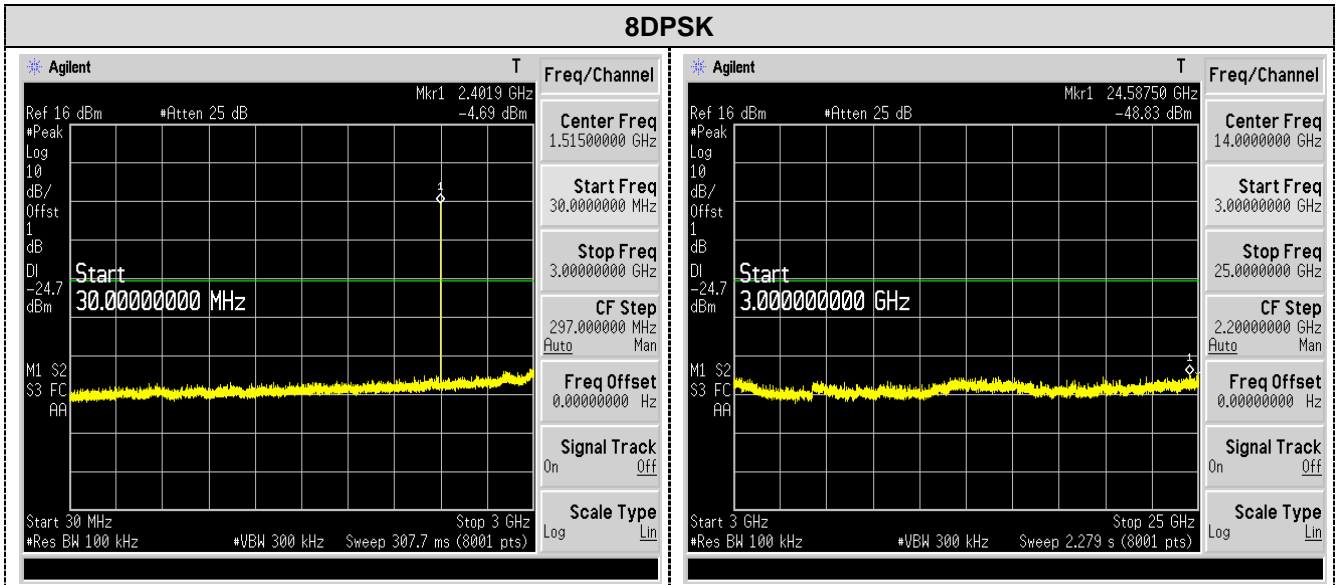 8DPSK
Agilent T
Mkr1 2.4019 GHz
Ref 16 dBm #Atten 25 dB -4.69 dBm
#Peak
Log
10
dB/
Offst
1
dB
DI
-24.7
dBm
M1 S2
S3 FC
AA
1
Start
30.00000000 MHz
Start 30 MHz Stop 3 GHz
#Res BW 100 kHz #VBW 300 kHz Sweep 307.7 ms (8001 pts)
Freq/Channel
Center Freq
1.51500000 GHz
Start Freq
30.0000000 MHz
Stop Freq
3.00000000 GHz
CF Step
297.000000 MHz
Auto Man
Freq Offset
0.00000000 Hz
Signal Track
On Off
Scale Type
Log Lin
Agilent T
Mkr1 24.58750 GHz
Ref 16 dBm #Atten 25 dB -48.83 dBm
#Peak
Log
10
dB/
Offst
1
dB
DI
-24.7
dBm
M1 S2
S3 FC
AA
1
Start
3.000000000 GHz
Start 3 GHz Stop 25 GHz
#Res BW 100 kHz #VBW 300 kHz Sweep 2.279 s (8001 pts)
Freq/Channel
Center Freq
14.0000000 GHz
Start Freq
3.00000000 GHz
Stop Freq
25.0000000 GHz
CF Step
2.20000000 GHz
Auto Man
Freq Offset
0.00000000 Hz
Signal Track
On Off
Scale Type
Log Lin